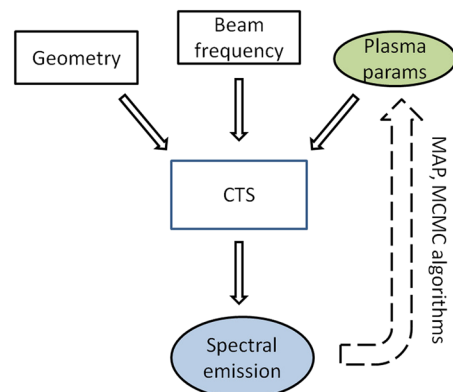 Geometry
Beam
frequency
Plasma
params
CTS
MAP, MCMC algorithms
Spectral
emission